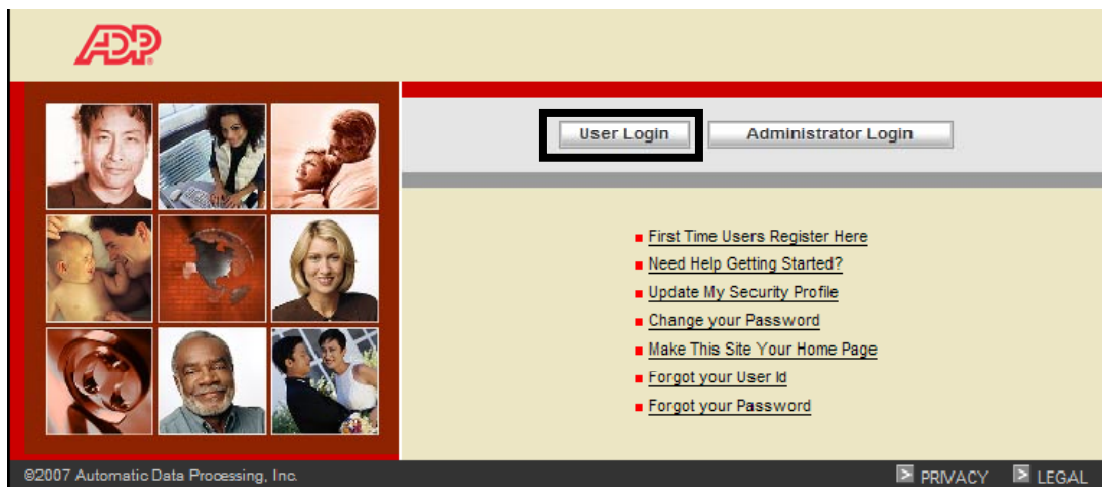 ADP
User Login Administrator Login
First Time Users Register Here
Need Help Getting Started?
Update My Security Profile
Change your Password
Make This Site Your Home Page
Forgot your User Id
Forgot your Password
©2007 Automatic Data Processing, Inc. PRIVACY LEGAL